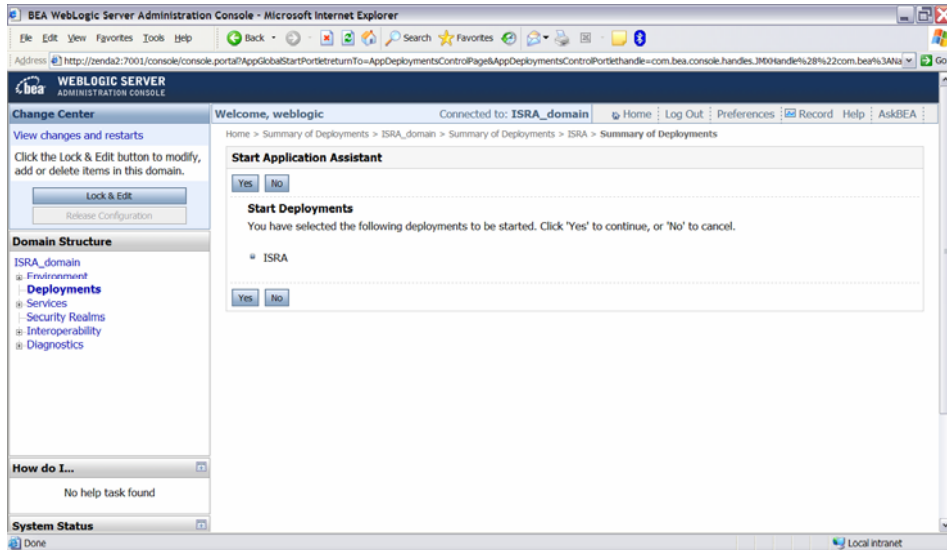 BEA WebLogic Server Administration Console - Microsoft Internet Explorer
File Edit View Favorites Tools Help
Back Search Favorites
Address http://zenda2:7001/console/console.portal?AppGlobalStartPortletreturnTo=AppDeploymentsControlPage&AppDeploymentsControlPortlethandle=com.bea.console.handles.JMXHandle%28%22com.bea%3ANa Go
bea WEBLOGIC SERVER
ADMINISTRATION CONSOLE
Change Center
View changes and restarts
Click the Lock & Edit button to modify,
add or delete items in this domain.
Lock & Edit
Release Configuration
Domain Structure
ISRA_domain
Environment
Deployments
Services
Security Realms
Interoperability
Diagnostics
How do I...
No help task found
System Status
Welcome, weblogic Connected to: ISRA_domain Home Log Out Preferences Record Help AskBEA
Home > Summary of Deployments > ISRA_domain > Summary of Deployments > ISRA > Summary of Deployments
Start Application Assistant
Yes No
Start Deployments
You have selected the following deployments to be started. Click 'Yes' to continue, or 'No' to cancel.
ISRA
Yes No
Done Local intranet